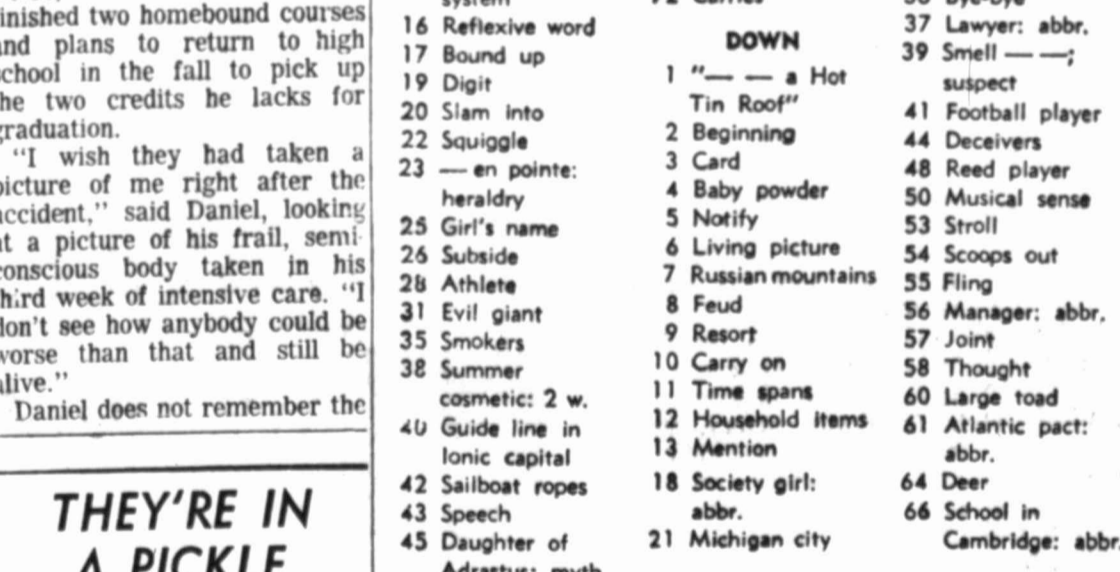 finished two homebound courses
and plans to return to high
school in the fall to pick up
the two credits he lacks for
graduation.
"I wish they had taken a
picture of me right after the
accident," said Daniel, looking
at a picture of his frail, semi-
conscious body taken in his
third week of intensive care. "I
don't see how anybody could be
worse than that and still be
alive."
Daniel does not remember the
THEY'RE IN
A PICKLE
system
16 Reflexive word
17 Bound up
19 Digit
20 Slam into
22 Squiggle
23 — en pointe:
heraldry
25 Girl's name
26 Subside
28 Athlete
31 Evil giant
35 Smokers
38 Summer
cosmetic: 2 w.
40 Guide line in
Ionic capital
42 Sailboat ropes
43 Speech
45 Daughter of
Adrastus: myth
DOWN
1 "— — a Hot
Tin Roof"
2 Beginning
3 Card
4 Baby powder
5 Notify
6 Living picture
7 Russian mountains
8 Feud
9 Resort
10 Carry on
11 Time spans
12 Household items
13 Mention
18 Society girl:
abbr.
21 Michigan city
37 Lawyer: abbr.
39 Smell — —;
suspect
41 Football player
44 Deceivers
48 Reed player
50 Musical sense
53 Stroll
54 Scoops out
55 Fling
56 Manager: abbr.
57 Joint
58 Thought
60 Large toad
61 Atlantic pact:
abbr.
64 Deer
66 School in
Cambridge: abbr.